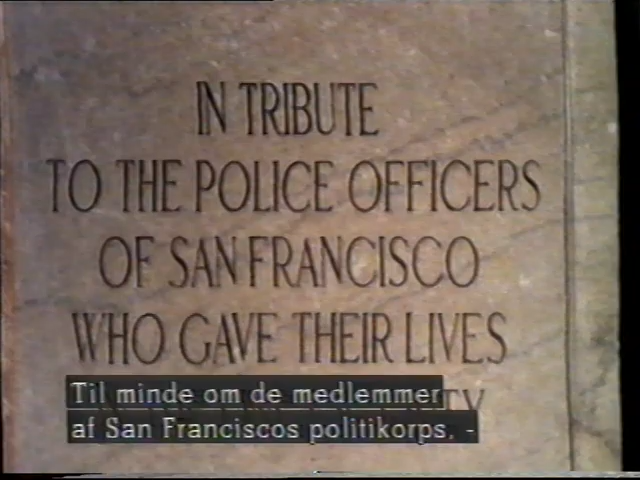 IN TRIBUTE
TO THE POLICE OFFICERS
OF SAN FRANCISCO
WHO GAVE THEIR LIVES
Til minde om de medlemmer
af San Franciscos politikorps, -